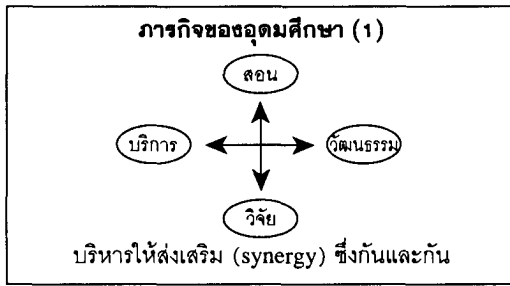 ภารกิจของอุดมศึกษา (1)
สอน
บริการ
วัฒนธรรม
วิจัย
บริหารให้ส่งเสริม (synergy) ซึ่งกันและกัน